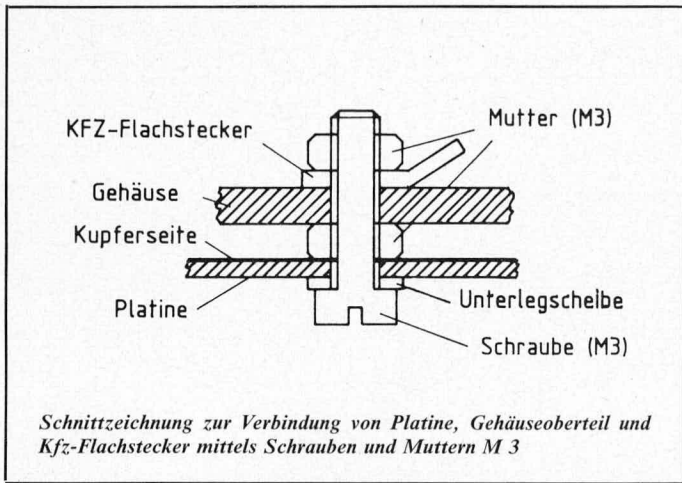 KFZ-Flachstecker
Mutter (M3)
Gehäuse
Kupferseite
Platine
Unterlegscheibe
Schraube (M3)
Schnittzeichnung zur Verbindung von Platine, Gehäuseoberteil und
Kfz-Flachstecker mittels Schrauben und Muttern M 3